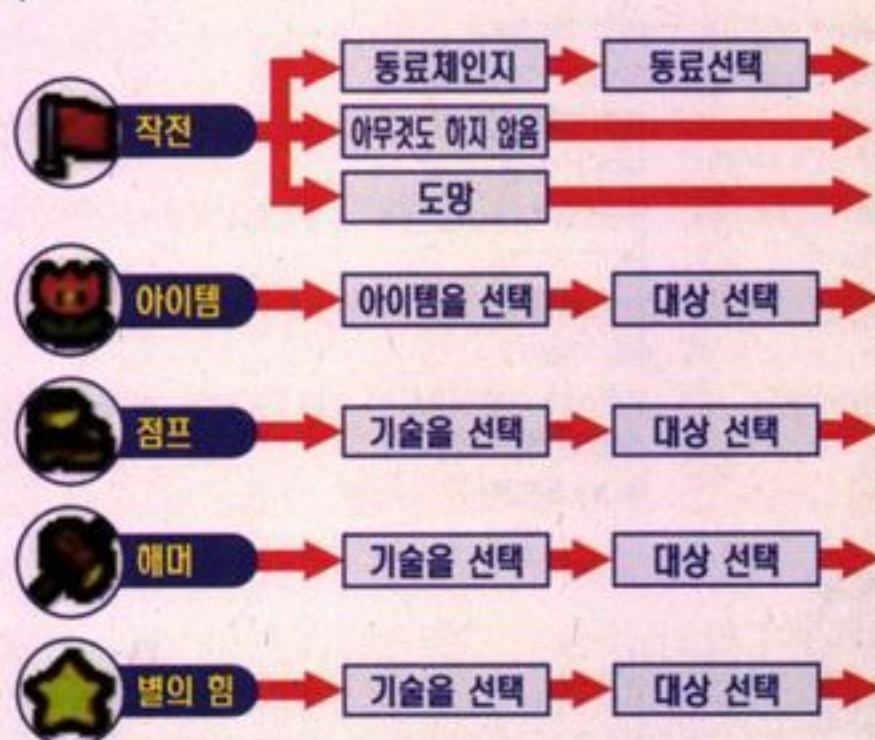 동료체인지
동료선택
작전
아무것도 하지 않음
도망
아이템
아이템을 선택
대상 선택
점프
기술을 선택
대상 선택
해머
기술을 선택
대상 선택
별의 힘
기술을 선택
대상 선택